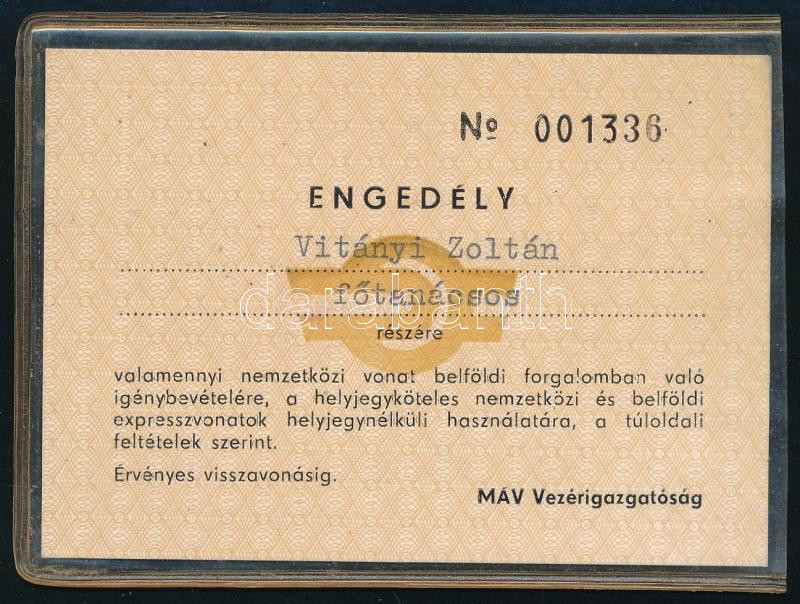 Nº 001336
ENGEDÉLY
Vitányi Zoltán
főtanácsos
darabanth
részére
valamennyi nemzetközi vonat belföldi forgalomban való
igénybevételére, a helyjegyköteles nemzetközi és belföldi
expresszvonatok helyjegynélküli használatára, a túloldali
feltételek szerint.
Érvényes visszavonásig.
MÁV Vezérigazgatóság